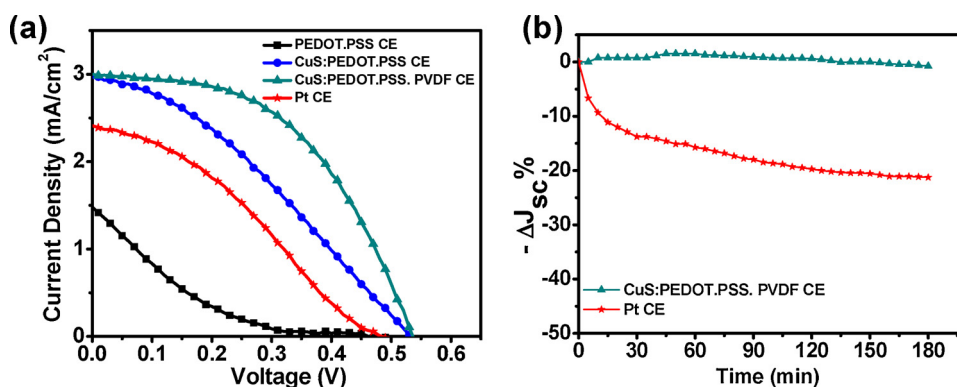 (a)
Current Density (mA/cm²)
3
2
1
0
PEDOT.PSS CE
CuS:PEDOT.PSS CE
CuS:PEDOT.PSS. PVDF CE
Pt CE
0.0 0.1 0.2 0.3 0.4 0.5 0.6
Voltage (V)
(b)
- ΔJsc%
0
-10
-20
-30
-40
-50
CuS:PEDOT.PSS. PVDF CE
Pt CE
0 30 60 90 120 150 180
Time (min)